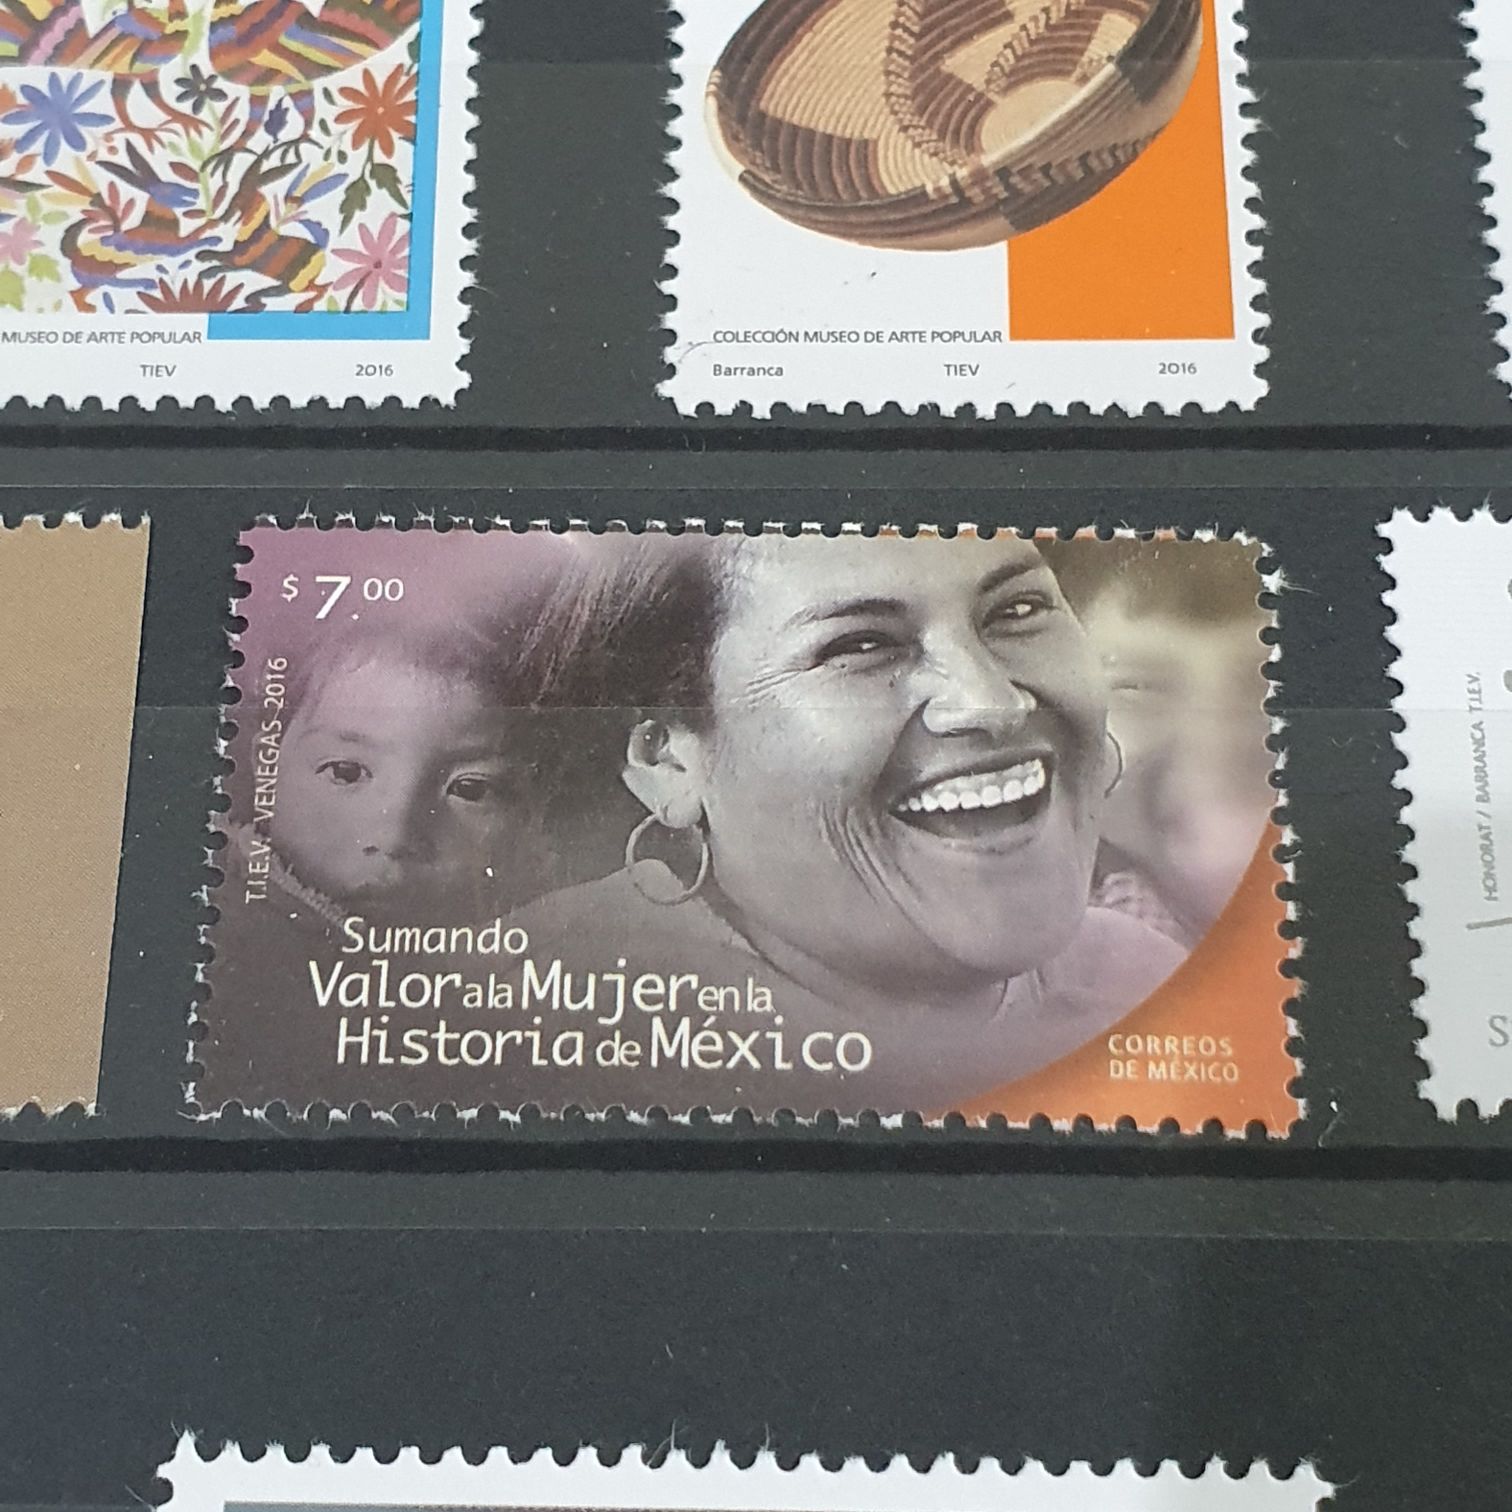 MUSEO DE ARTE POPULAR
TIEV 2016
COLECCIÓN MUSEO DE ARTE POPULAR
Barranca TIEV 2016
$ 7.00
T.I.E.V. VENEGAS-2016
Sumando
Valor a la Mujer en la
Historia de México
CORREOS
DE MÉXICO
HONORAT / BARRANCA T.I.E.V.
S